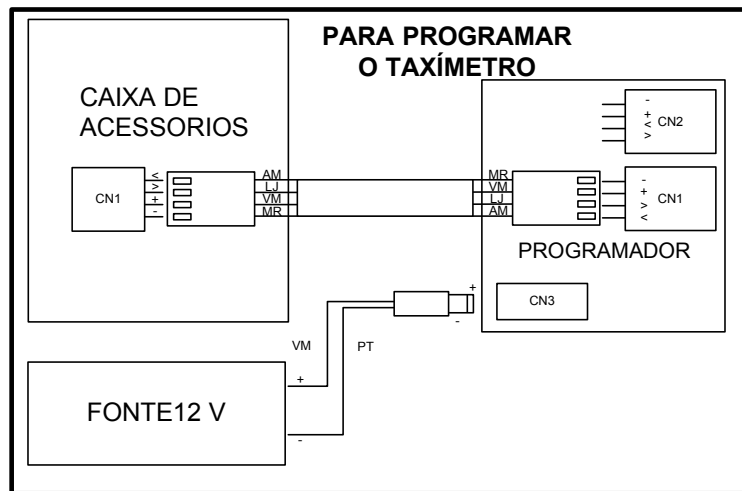 PARA PROGRAMAR
O TAXÍMETRO
CAIXA DE
ACESSORIOS
CN1
<
>
+
-
AM
LJ
VM
MR
MR
VM
LJ
AM
-
+
<
>
CN2
-
+
>
<
CN1
PROGRAMADOR
CN3
+
-
VM
PT
+
-
FONTE12 V